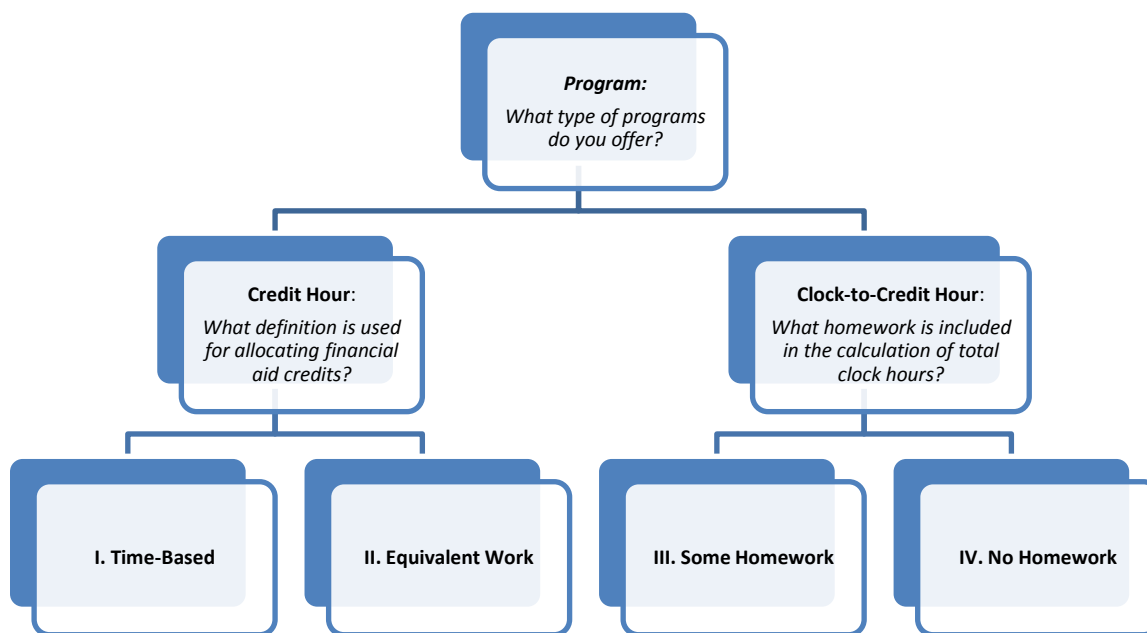 Program:
What type of programs
do you offer?
Credit Hour:
What definition is used
for allocating financial
aid credits?
Clock-to-Credit Hour:
What homework is included
in the calculation of total
clock hours?
I. Time-Based
II. Equivalent Work
III. Some Homework
IV. No Homework